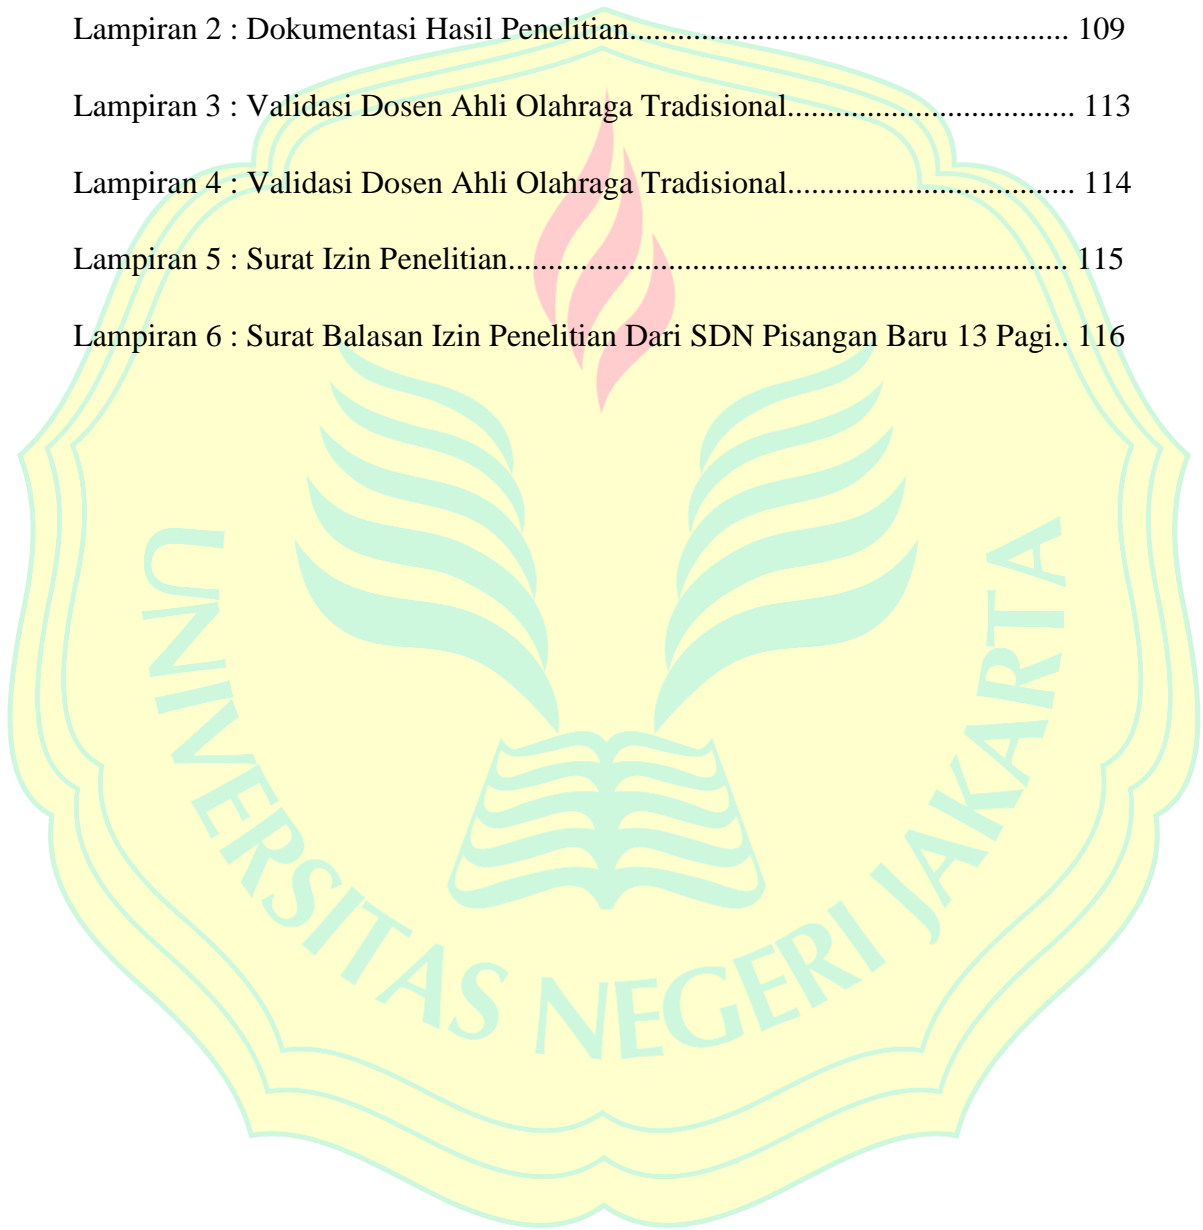 Lampiran 2 : Dokumentasi Hasil Penelitian....................................................... 109
Lampiran 3 : Validasi Dosen Ahli Olahraga Tradisional.................................... 113
Lampiran 4 : Validasi Dosen Ahli Olahraga Tradisional.................................... 114
Lampiran 5 : Surat Izin Penelitian...................................................................... 115
Lampiran 6 : Surat Balasan Izin Penelitian Dari SDN Pisangan Baru 13 Pagi.. 116
UNIVERSITAS NEGERI JAKARTA